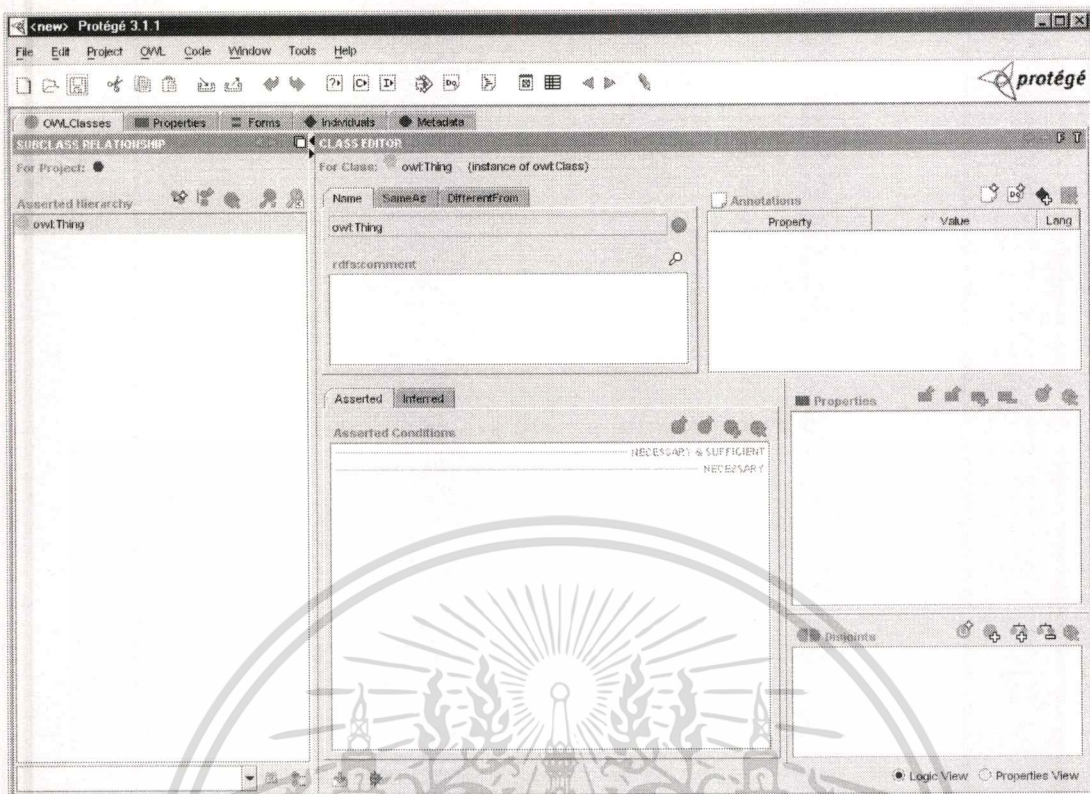 <new> Protégé 3.1.1
File Edit Project OWL Code Window Tools Help
protégé
OWLClasses Properties Forms Individuals Metadata
SUBCLASS RELATIONSHIP
For Project:
Asserted Hierarchy
owl:Thing
CLASS EDITOR
For Class: owl:Thing (instance of owl:Class)
Name SameAs DifferentFrom
owl:Thing
rdfs:comment
Annotations
Property Value Lang
Asserted Inferred
Asserted Conditions
NECESSARY & SUFFICIENT
NECESSARY
Properties
Disjoints
Logic View Properties View